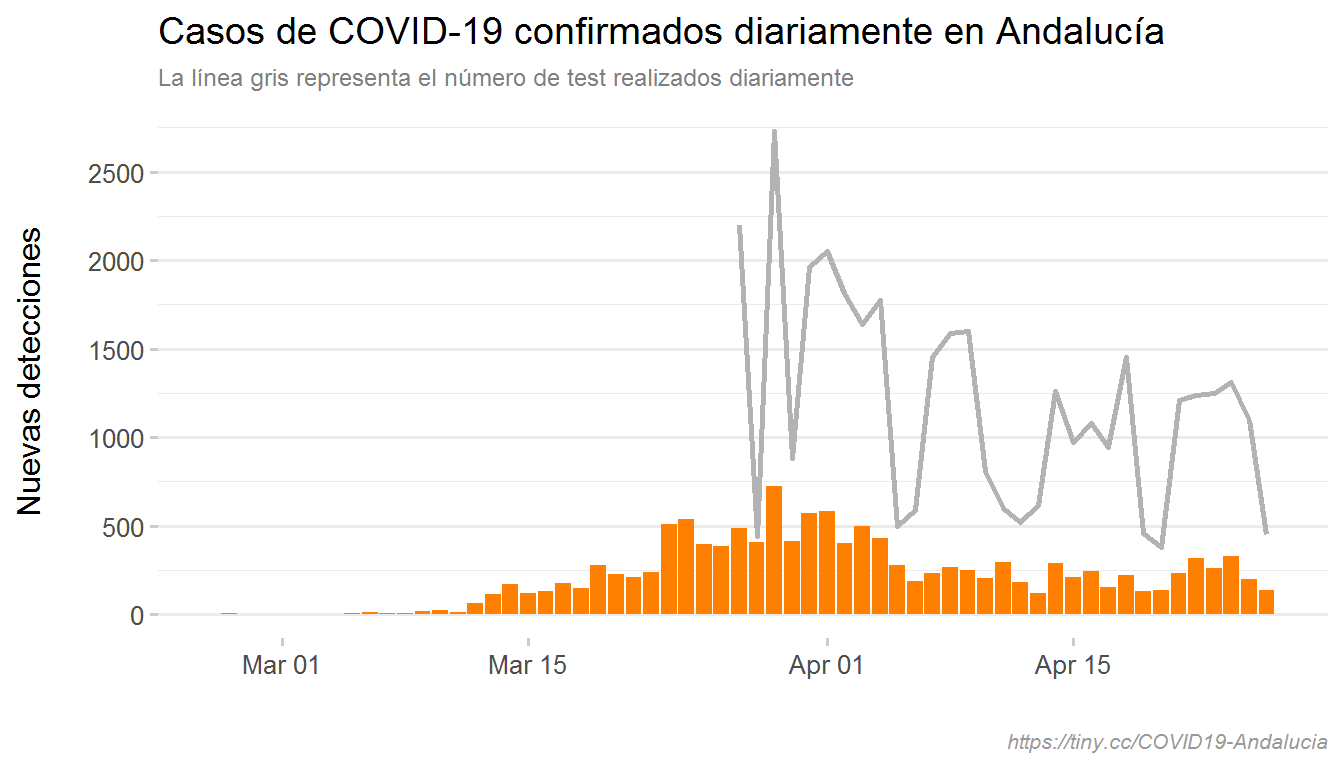 Casos de COVID-19 confirmados diariamente en Andalucía
La línea gris representa el número de test realizados diariamente
Nuevas detecciones
2500
2000
1500
1000
500
0
Mar 01 Mar 15 Apr 01 Apr 15
https://tiny.cc/COVID19-Andalucia